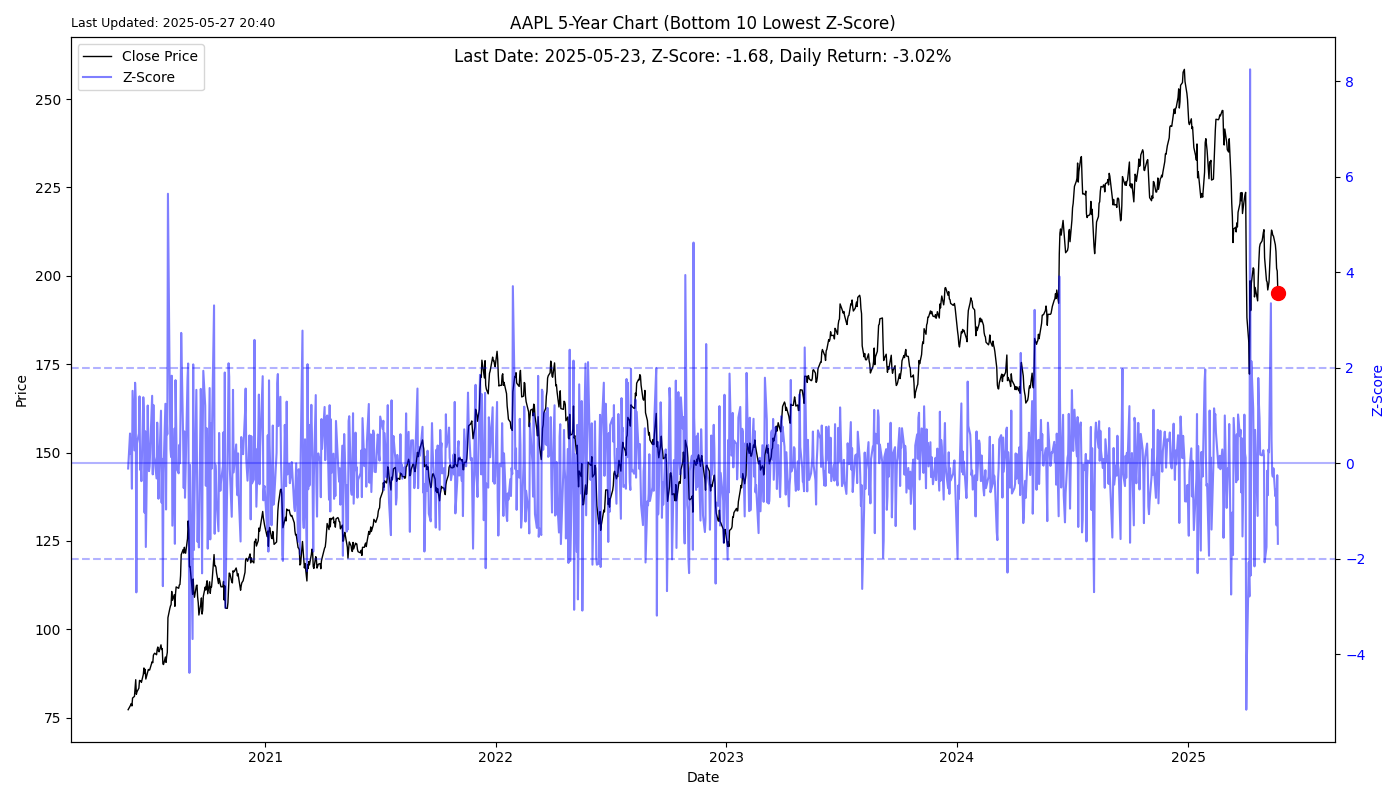 Last Updated: 2025-05-27 20:40
AAPL 5-Year Chart (Bottom 10 Lowest Z-Score)
Last Date: 2025-05-23, Z-Score: -1.68, Daily Return: -3.02%
Close Price
Z-Score
250
225
200
175
150
125
100
75
Price
8
6
4
2
0
−2
−4
Z-Score
2021
2022
2023
2024
2025
Date